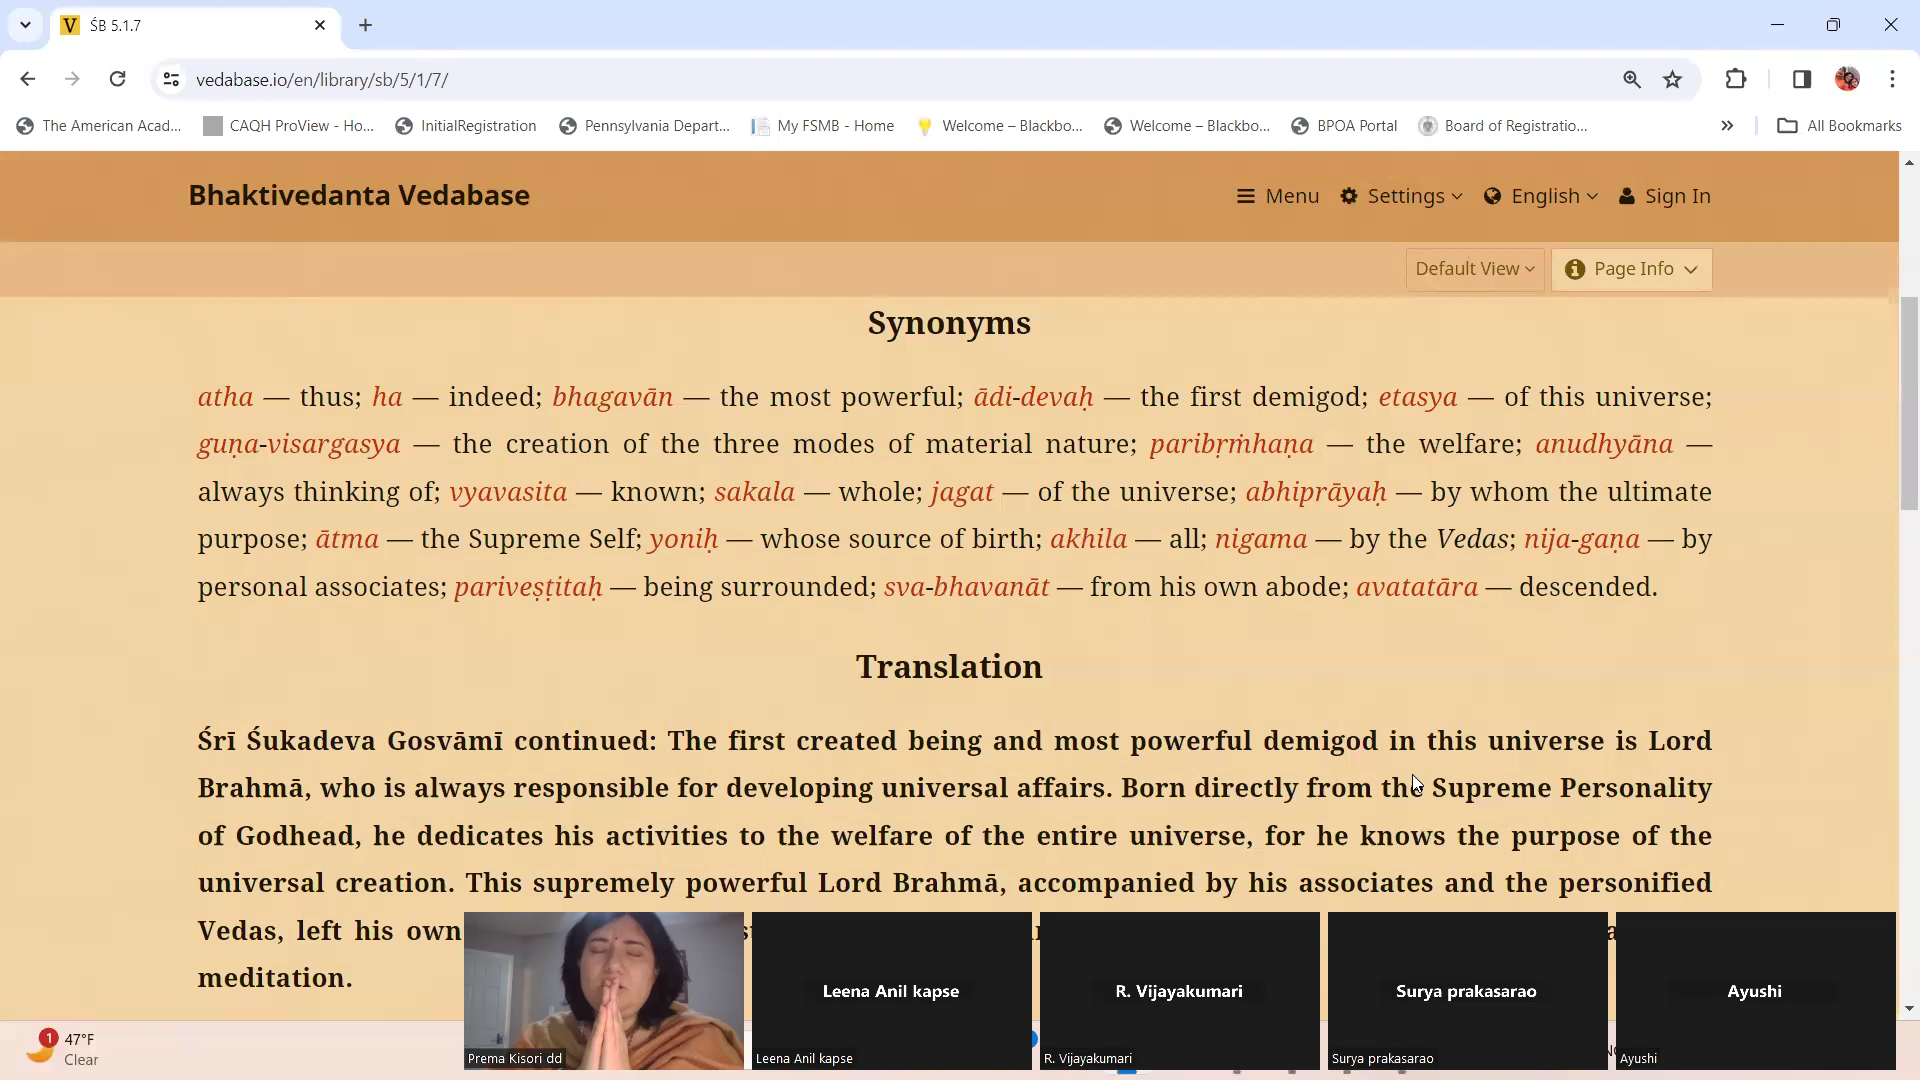 ŚB 5.1.7
vedabase.io/en/library/sb/5/1/7/
The American Acad... CAQH ProView - Ho... InitialRegistration Pennsylvania Depart... My FSMB - Home Welcome – Blackbo... Welcome – Blackbo... BPOA Portal Board of Registratio... » All Bookmarks
Bhaktivedanta Vedabase Menu Settings English Sign In
Default View Page Info
Synonyms
atha — thus; ha — indeed; bhagavān — the most powerful; ādi-devaḥ — the first demigod; etasya — of this universe;
guṇa-visargasya — the creation of the three modes of material nature; paribṛṁhaṇa — the welfare; anudhyāna —
always thinking of; vyavasita — known; sakala — whole; jagat — of the universe; abhiprāyaḥ — by whom the ultimate
purpose; ātma — the Supreme Self; yoniḥ — whose source of birth; akhila — all; nigama — by the Vedas; nija-gaṇa — by
personal associates; pariveṣṭitaḥ — being surrounded; sva-bhavanāt — from his own abode; avatatāra — descended.
Translation
Śrī Śukadeva Gosvāmī continued: The first created being and most powerful demigod in this universe is Lord
Brahmā, who is always responsible for developing universal affairs. Born directly from the Supreme Personality
of Godhead, he dedicates his activities to the welfare of the entire universe, for he knows the purpose of the
universal creation. This supremely powerful Lord Brahmā, accompanied by his associates and the personified
Vedas, left his own
meditation.
Leena Anil kapse R. Vijayakumari Surya prakasarao Ayushi
1 47°F
Clear
Prema Kisori dd Leena Anil kapse R. Vijayakumari Surya prakasarao Ayushi